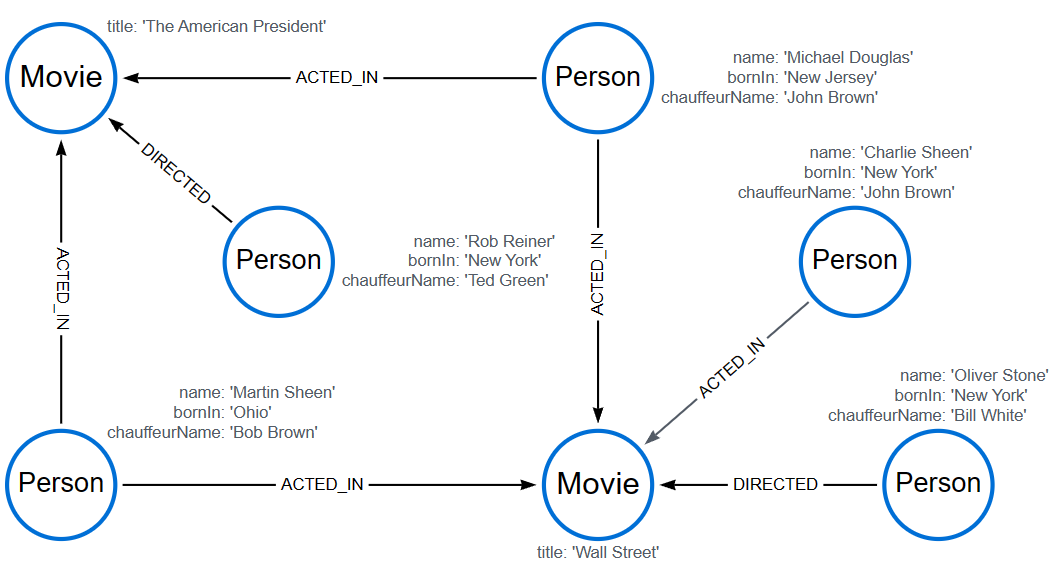 title: 'The American President'
Movie
ACTED_IN
Person
name: 'Michael Douglas'
bornIn: 'New Jersey'
chauffeurName: 'John Brown'
DIRECTED
name: 'Charlie Sheen'
bornIn: 'New York'
chauffeurName: 'John Brown'
Person
name: 'Rob Reiner'
bornIn: 'New York'
chauffeurName: 'Ted Green'
ACTED_IN
Person
ACTED_IN
ACTED_IN
name: 'Martin Sheen'
bornIn: 'Ohio'
chauffeurName: 'Bob Brown'
name: 'Oliver Stone'
bornIn: 'New York'
chauffeurName: 'Bill White'
Person
ACTED_IN
Movie
DIRECTED
Person
title: 'Wall Street'